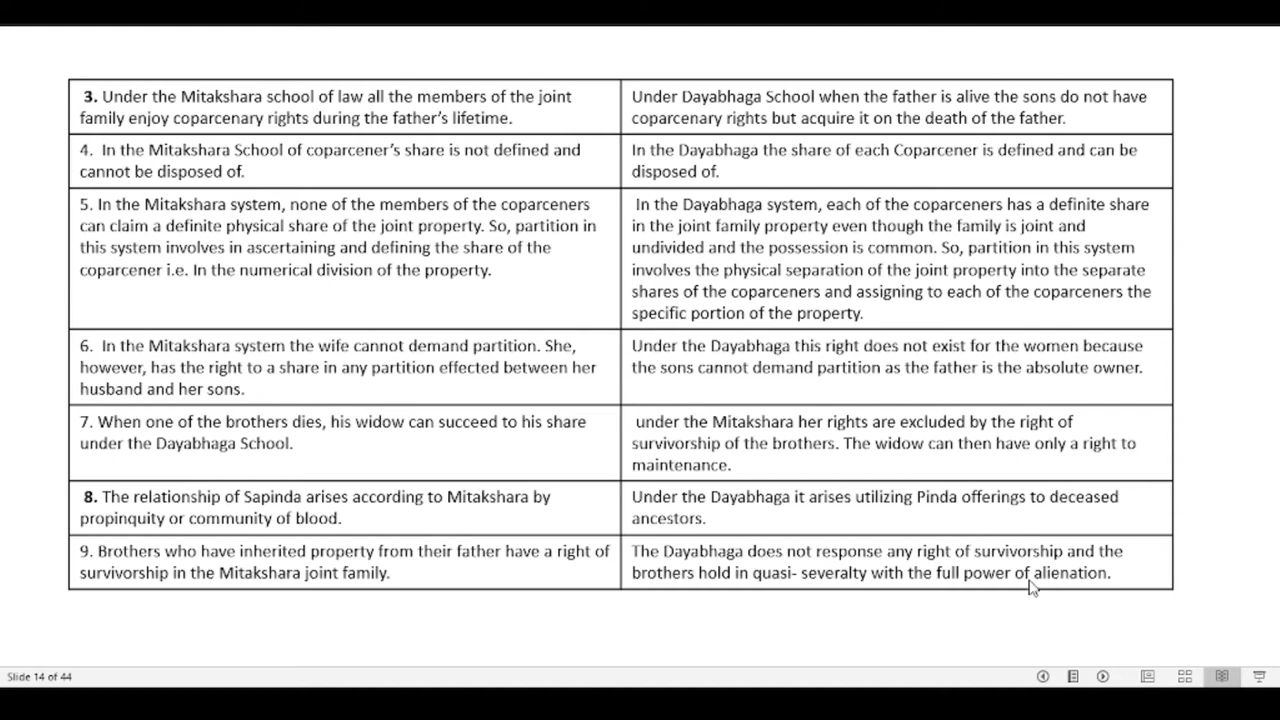 3. Under the Mitakshara school of law all the members of the joint
family enjoy coparcenary rights during the father's lifetime.
Under Dayabhaga School when the father is alive the sons do not have
coparcenary rights but acquire it on the death of the father.
4. In the Mitakshara School of coparcener's share is not defined and
cannot be disposed of.
In the Dayabhaga the share of each Coparcener is defined and can be
disposed of.
5. In the Mitakshara system, none of the members of the coparceners
can claim a definite physical share of the joint property. So, partition in
this system involves in ascertaining and defining the share of the
coparcener i.e. In the numerical division of the property.
In the Dayabhaga system, each of the coparceners has a definite share
in the joint family property even though the family is joint and
undivided and the possession is common. So, partition in this system
involves the physical separation of the joint property into the separate
shares of the coparceners and assigning to each of the coparceners the
specific portion of the property.
6. In the Mitakshara system the wife cannot demand partition. She,
however, has the right to a share in any partition effected between her
husband and her sons.
Under the Dayabhaga this right does not exist for the women because
the sons cannot demand partition as the father is the absolute owner.
7. When one of the brothers dies, his widow can succeed to his share
under the Dayabhaga School.
under the Mitakshara her rights are excluded by the right of
survivorship of the brothers. The widow can then have only a right to
maintenance.
8. The relationship of Sapinda arises according to Mitakshara by
propinquity or community of blood.
Under the Dayabhaga it arises utilizing Pinda offerings to deceased
ancestors.
9. Brothers who have inherited property from their father have a right of
survivorship in the Mitakshara joint family.
The Dayabhaga does not response any right of survivorship and the
brothers hold in quasi- severalty with the full power of alienation.
Slide 14 of 44